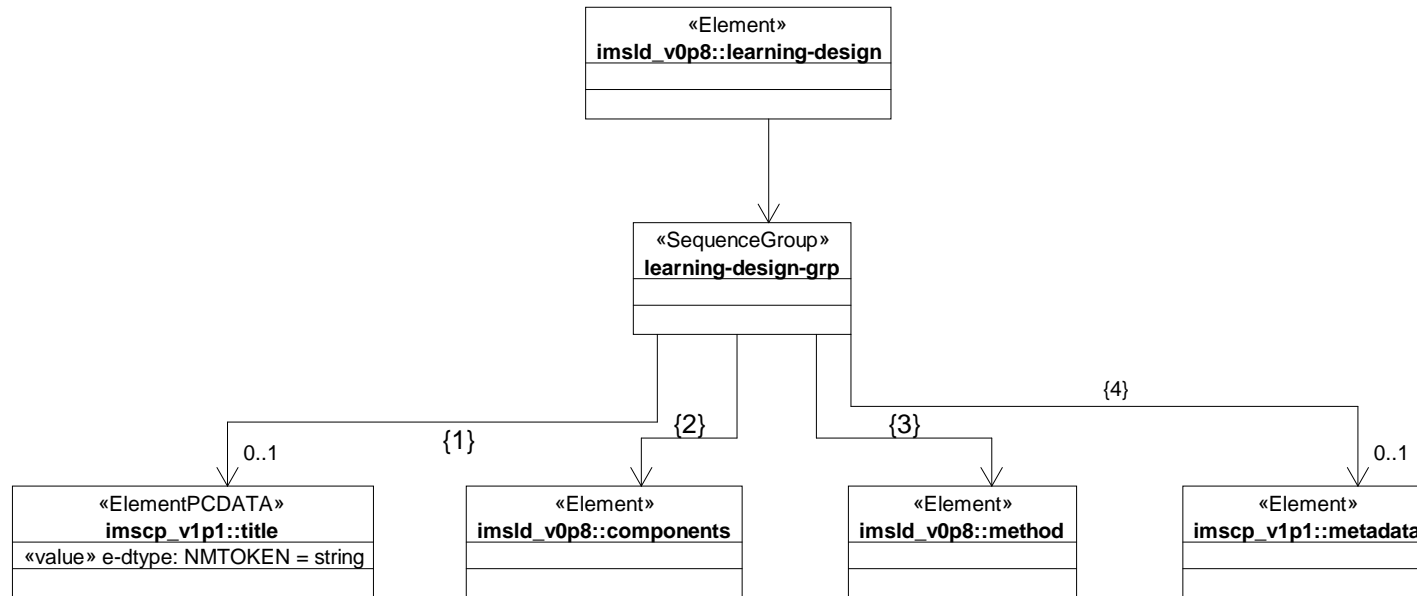 «Element»
imsld_v0p8::learning-design
«SequenceGroup»
learning-design-grp
{4}
{1}
{2}
{3}
0..1
0..1
«ElementPCDATA»
imscp_v1p1::title
«value» e-dtype: NMTOKEN = string
«Element»
imsld_v0p8::components
«Element»
imsld_v0p8::method
«Element»
imscp_v1p1::metadata